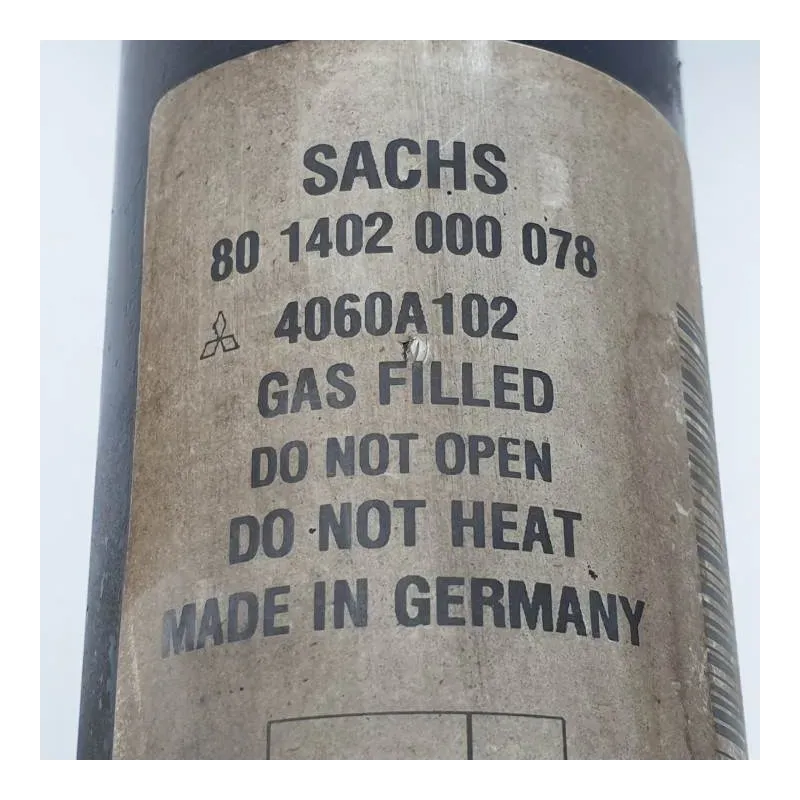 SACHS
80 1402 000 078
4060A102
GAS FILLED
DO NOT OPEN
DO NOT HEAT
MADE IN GERMANY